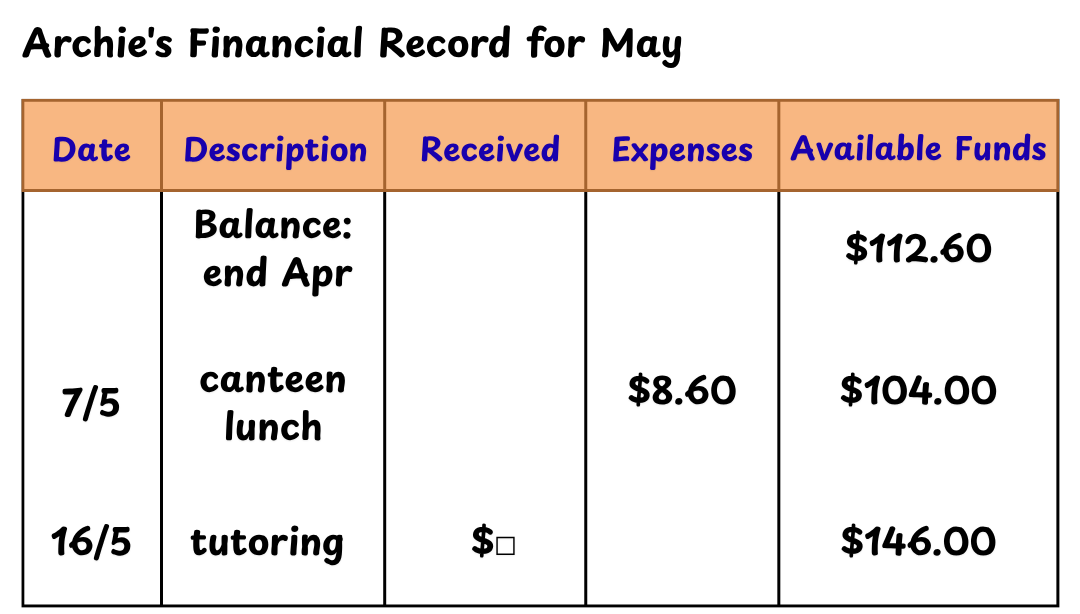 Archie's Financial Record for May
Date Description Received Expenses Available Funds
Balance:
end Apr
$112.60
canteen
lunch
7/5 $8.60 $104.00
16/5 tutoring $□ $146.00